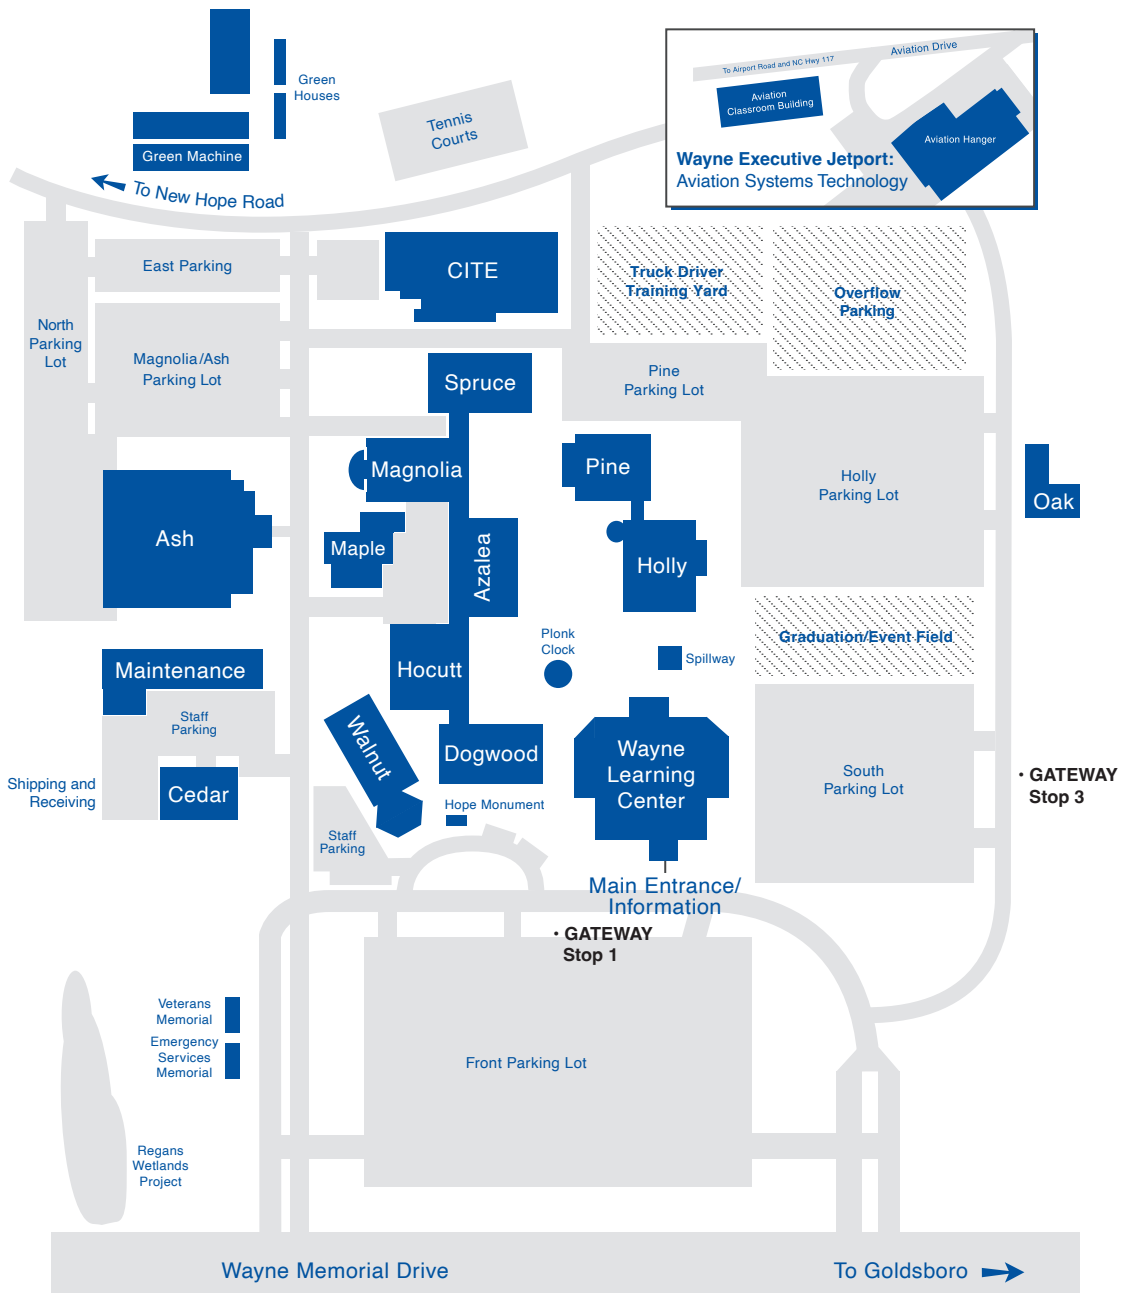 Green
Houses
Green Machine
To New Hope Road
Tennis
Courts
Aviation Drive
To Airport Road and NC Hwy 117
Aviation
Classroom Building
Aviation Hanger
Wayne Executive Jetport:
Aviation Systems Technology
East Parking
CITE
Truck Driver
Training Yard
Overflow
Parking
North
Parking
Lot
Magnolia/Ash
Parking Lot
Spruce
Pine
Parking Lot
Magnolia
Pine
Holly
Parking Lot
Oak
Ash
Maple
Azalea
Holly
Plonk
Clock
Graduation/Event Field
Spillway
Maintenance
Hocutt
Staff
Parking
Walnut
Dogwood
Wayne
Learning
Center
South
Parking Lot
• GATEWAY
Stop 3
Shipping and
Receiving
Cedar
Hope Monument
Staff
Parking
Main Entrance/
Information
• GATEWAY
Stop 1
Veterans
Memorial
Emergency
Services
Memorial
Front Parking Lot
Regans
Wetlands
Project
Wayne Memorial Drive
To Goldsboro